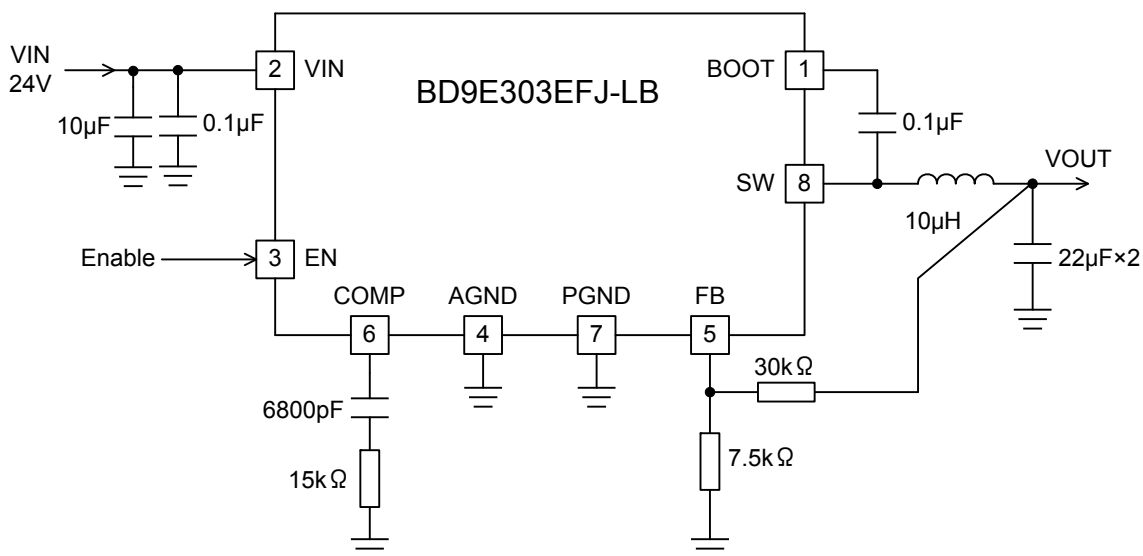 VIN
24V
2
VIN
BD9E303EFJ-LB
BOOT
1
10µF
0.1µF
0.1µF
SW
8
VOUT
10µH
Enable
3
EN
22µF×2
COMP
AGND
PGND
FB
6
4
7
5
30kΩ
6800pF
7.5kΩ
15kΩ